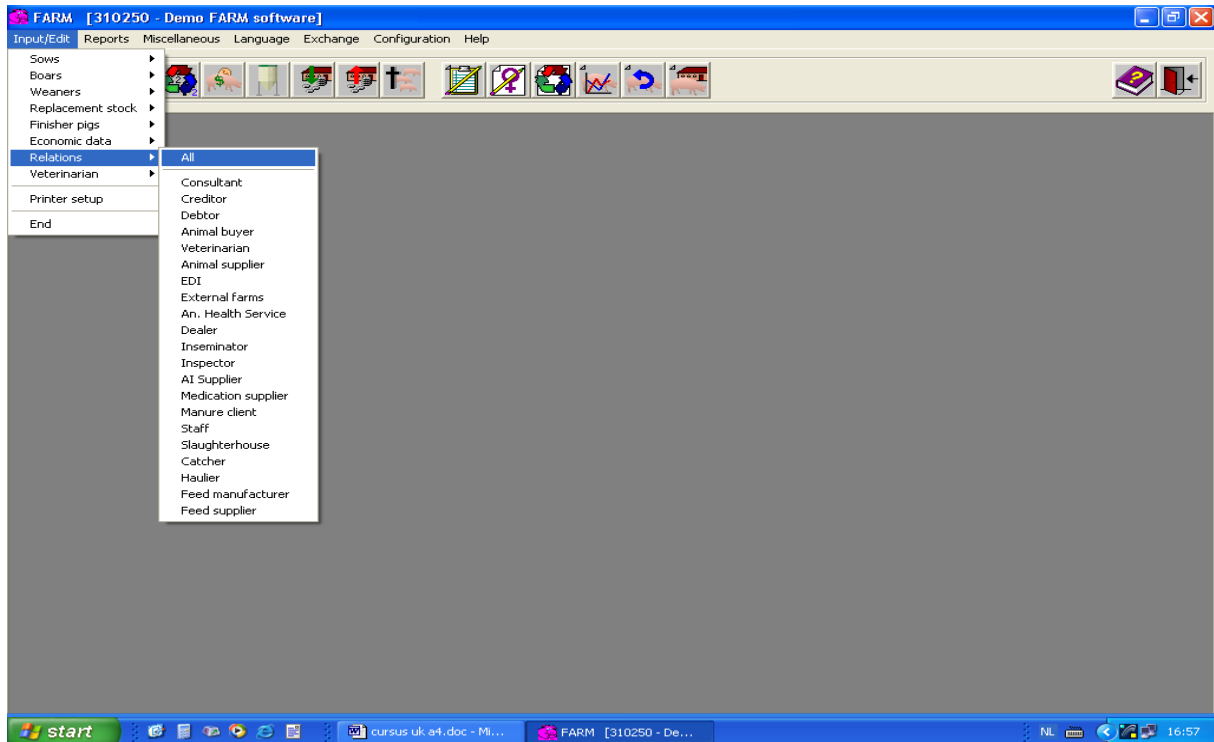 FARM [310250 - Demo FARM software]
Input/Edit Reports Miscellaneous Language Exchange Configuration Help
Sows
Boars
Weaners
Replacement stock
Finisher pigs
Economic data
Relations
Veterinarian
Printer setup
End
All
Consultant
Creditor
Debtor
Animal buyer
Veterinarian
Animal supplier
EDI
External farms
An. Health Service
Dealer
Inseminator
Inspector
AI Supplier
Medication supplier
Manure client
Staff
Slaughterhouse
Catcher
Haulier
Feed manufacturer
Feed supplier
start cursus uk a4.doc - Mi... FARM [310250 - De... NL 16:57